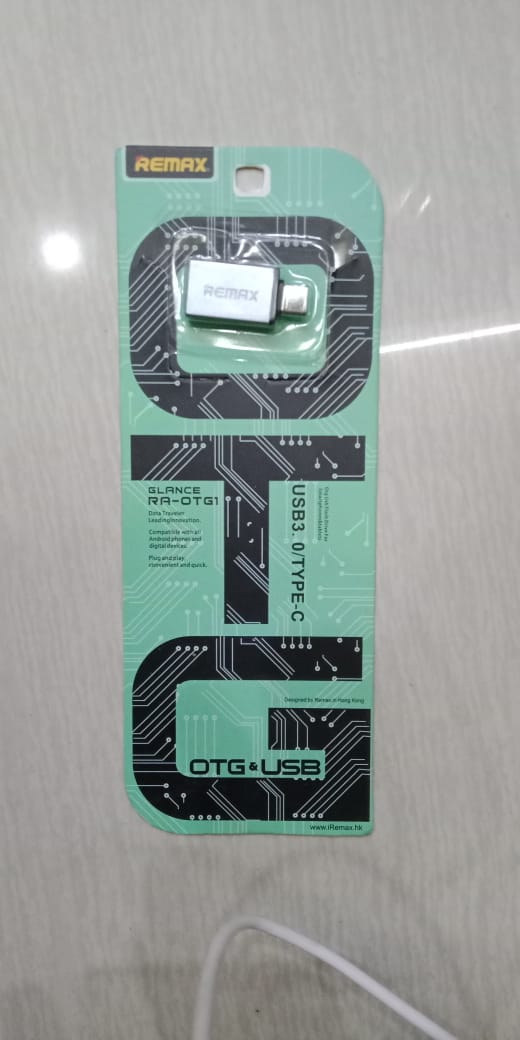 REMAX
REMAX
OTG
GLANCE
RA-OTG1
Data Traveler
Leading innovation.
Compatible with all
Android phones and
digital devices.
Plug and play,
convenient and quick.
USB3.0/TYPE-C
Designed by Remax in Hong Kong
OTG & USB
www.iRemax.hk